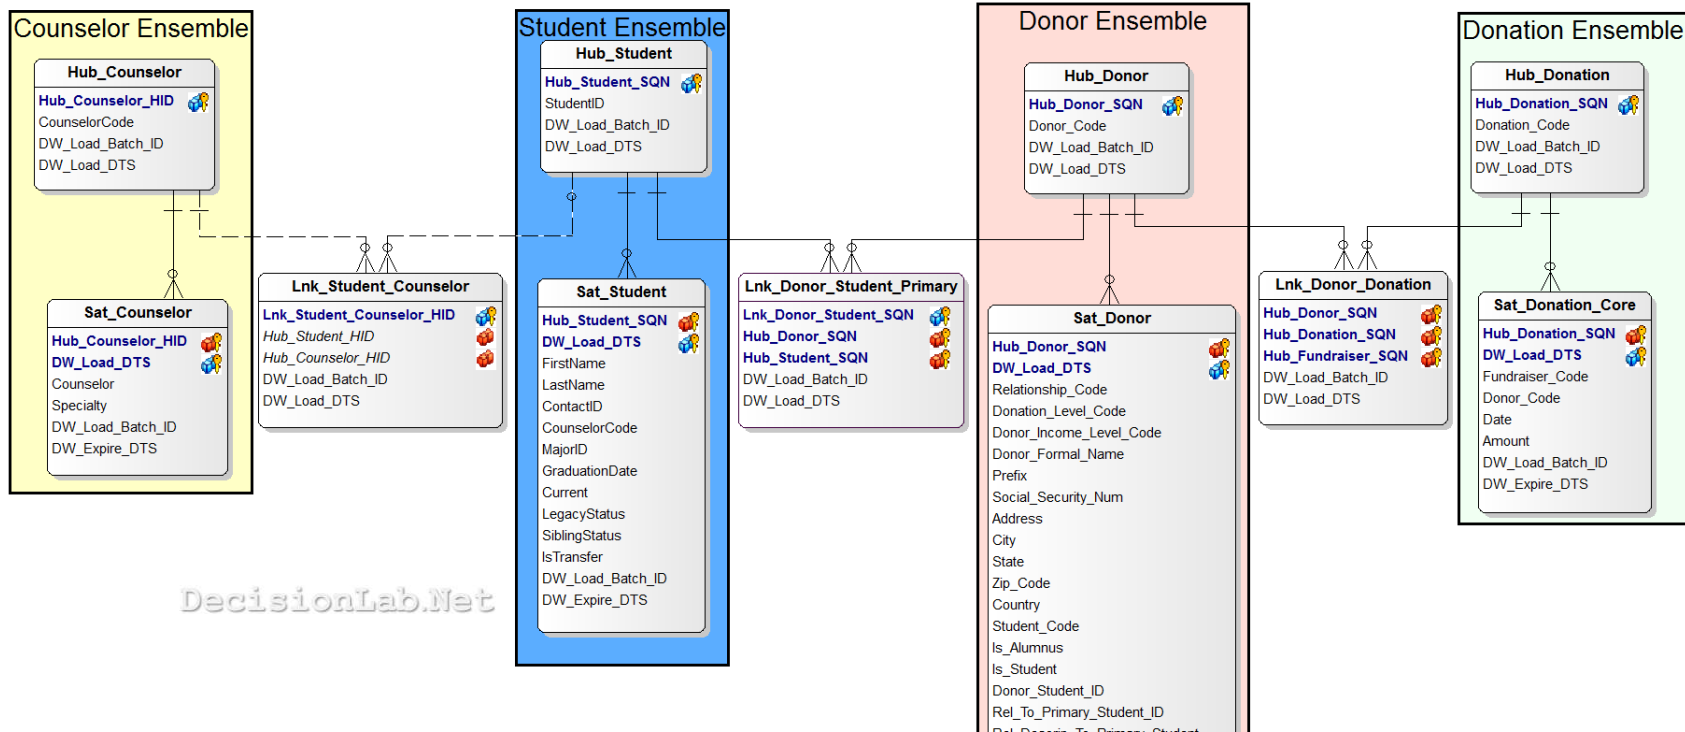 Counselor Ensemble
Hub_Counselor
Hub_Counselor_HID
CounselorCode
DW_Load_Batch_ID
DW_Load_DTS
Sat_Counselor
Hub_Counselor_HID
DW_Load_DTS
Counselor
Specialty
DW_Load_Batch_ID
DW_Expire_DTS
Lnk_Student_Counselor
Lnk_Student_Counselor_HID
Hub_Student_HID
Hub_Counselor_HID
DW_Load_Batch_ID
DW_Load_DTS
Student Ensemble
Hub_Student
Hub_Student_SQN
StudentID
DW_Load_Batch_ID
DW_Load_DTS
Sat_Student
Hub_Student_SQN
DW_Load_DTS
FirstName
LastName
ContactID
CounselorCode
MajorID
GraduationDate
Current
LegacyStatus
SiblingStatus
IsTransfer
DW_Load_Batch_ID
DW_Expire_DTS
Lnk_Donor_Student_Primary
Lnk_Donor_Student_SQN
Hub_Donor_SQN
Hub_Student_SQN
DW_Load_Batch_ID
DW_Load_DTS
Donor Ensemble
Hub_Donor
Hub_Donor_SQN
Donor_Code
DW_Load_Batch_ID
DW_Load_DTS
Sat_Donor
Hub_Donor_SQN
DW_Load_DTS
Relationship_Code
Donation_Level_Code
Donor_Income_Level_Code
Donor_Formal_Name
Prefix
Social_Security_Num
Address
City
State
Zip_Code
Country
Student_Code
Is_Alumnus
Is_Student
Donor_Student_ID
Rel_To_Primary_Student_ID
Rel_Descrip_To_Primary_Student
Lnk_Donor_Donation
Hub_Donor_SQN
Hub_Donation_SQN
Hub_Fundraiser_SQN
DW_Load_Batch_ID
DW_Load_DTS
Donation Ensemble
Hub_Donation
Hub_Donation_SQN
Donation_Code
DW_Load_Batch_ID
DW_Load_DTS
Sat_Donation_Core
Hub_Donation_SQN
DW_Load_DTS
Fundraiser_Code
Donor_Code
Date
Amount
DW_Load_Batch_ID
DW_Expire_DTS
DecisionLab.Net